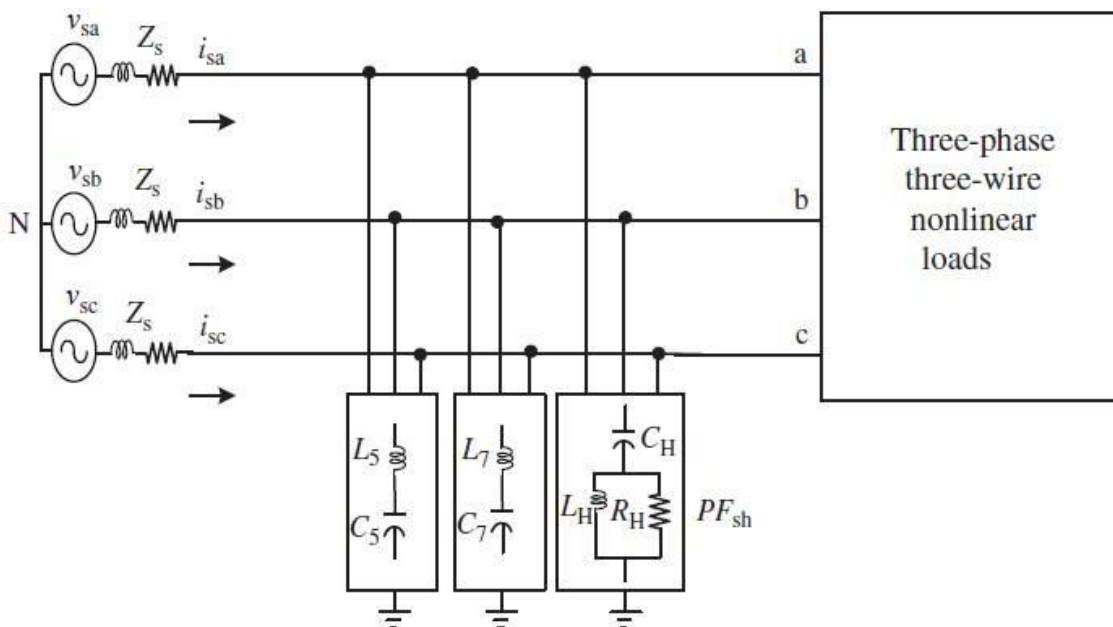 v_sa
Z_s
i_sa
a
v_sb
Z_s
i_sb
b
N
v_sc
Z_s
i_sc
c
Three-phase
three-wire
nonlinear
loads
L_5
C_5
L_7
C_7
C_H
L_H
R_H
PF_sh